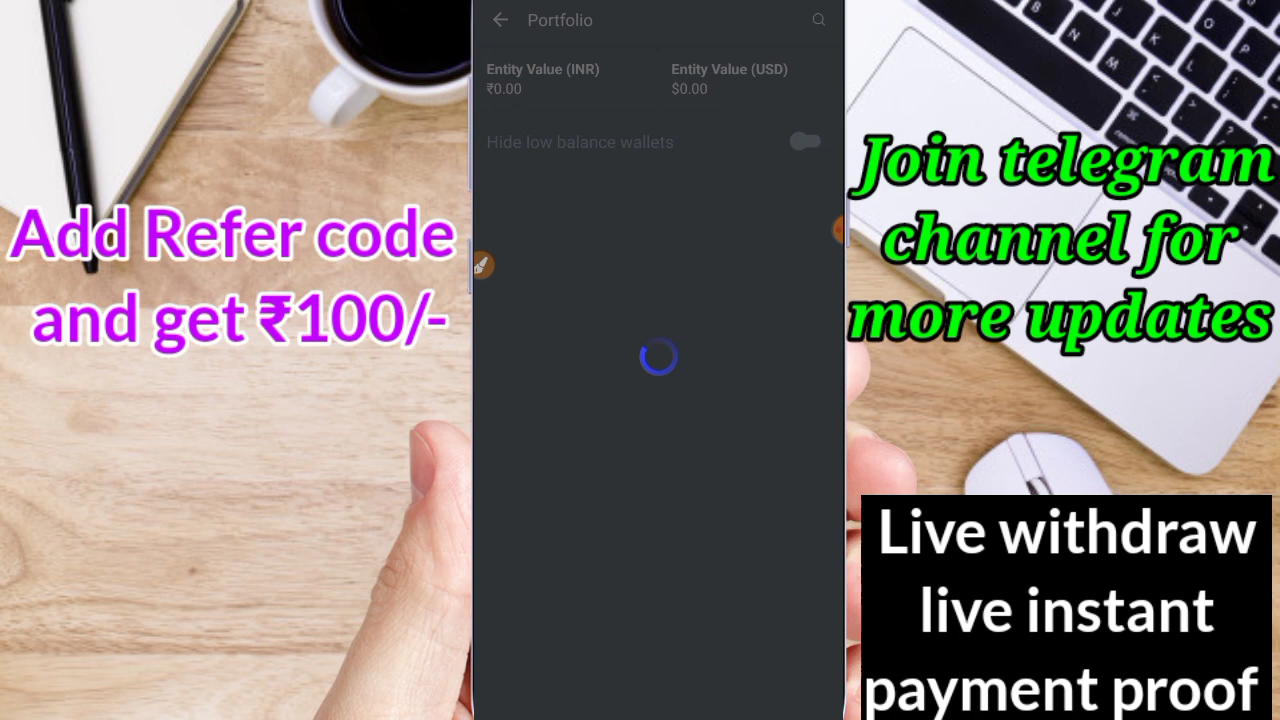 Add Refer code
and get ₹100/-
Portfolio
Entity Value (INR)
Entity Value (USD)
₹0.00
$0.00
Hide low balance wallets
Join telegram
channel for
more updates
Live withdraw
live instant
payment proof